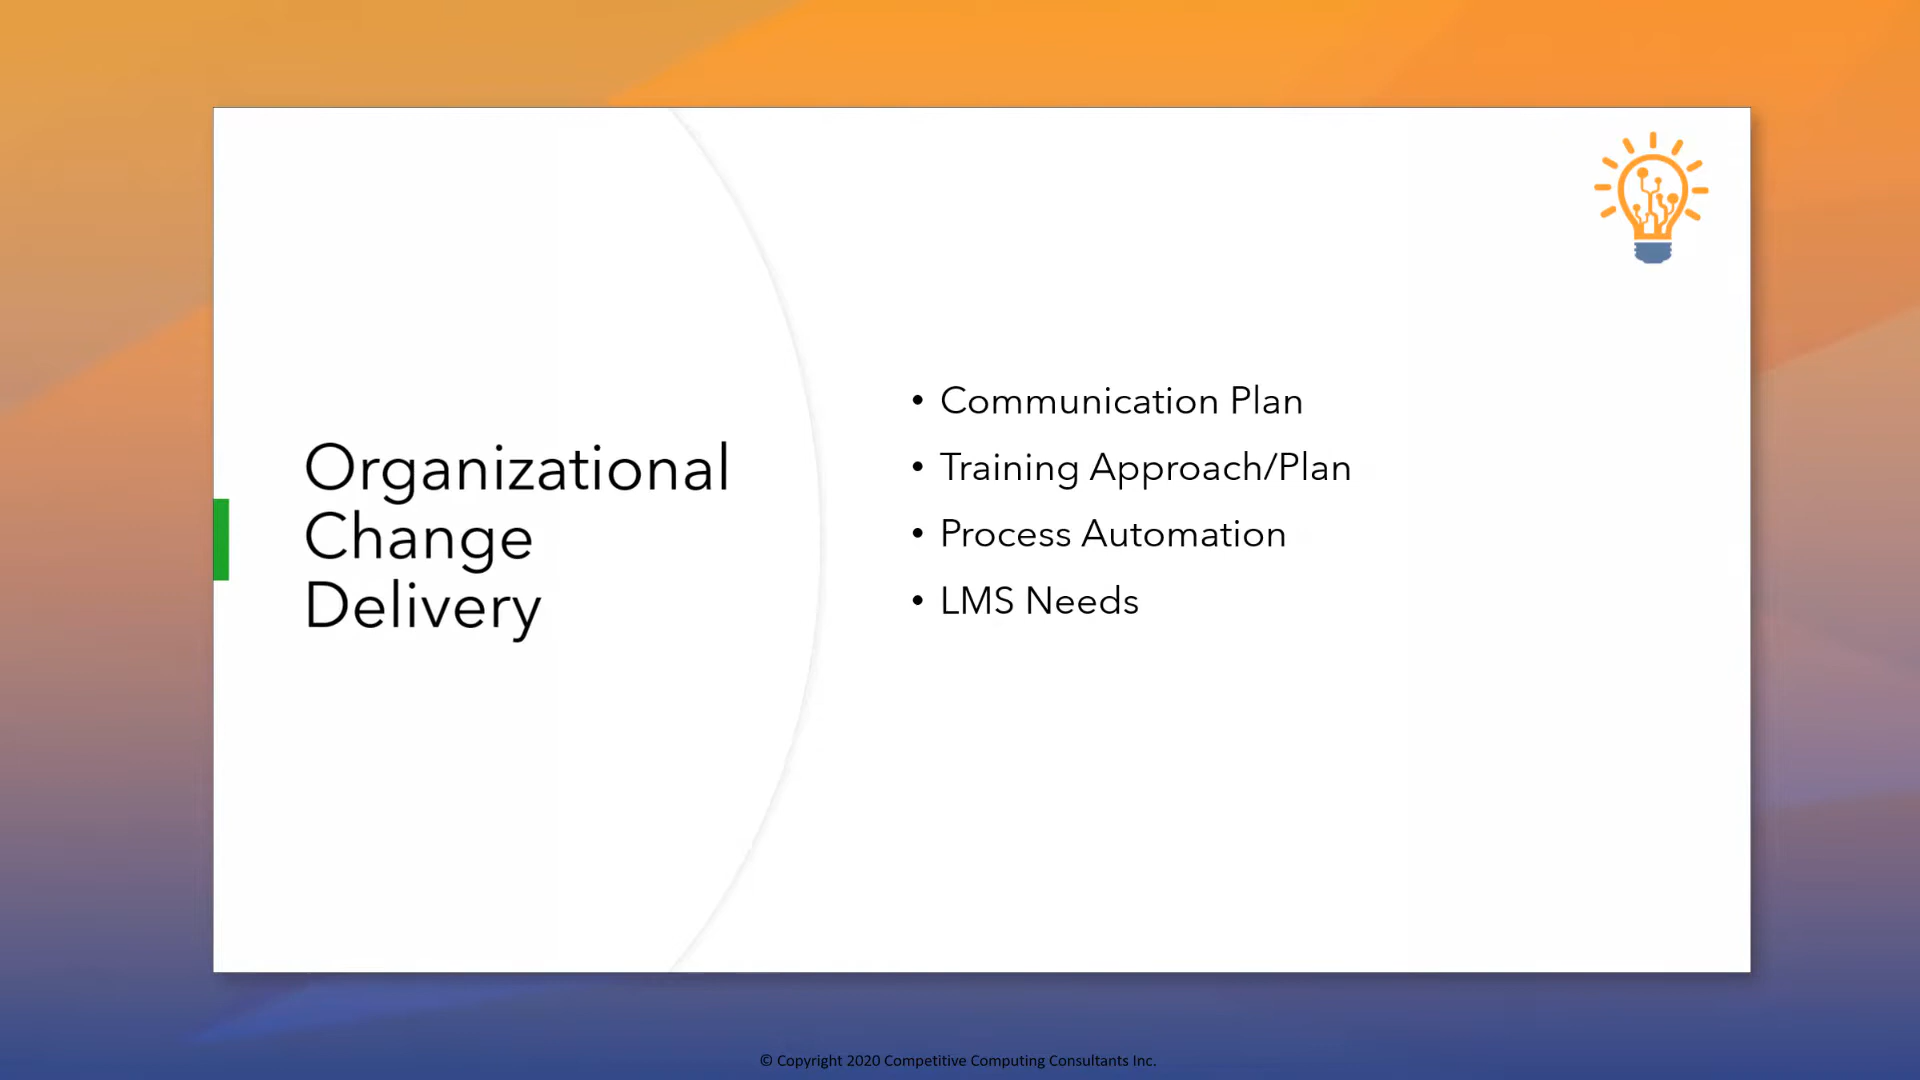 Organizational
Change
Delivery
• Communication Plan
• Training Approach/Plan
• Process Automation
• LMS Needs
© Copyright 2020 Competitive Computing Consultants Inc.